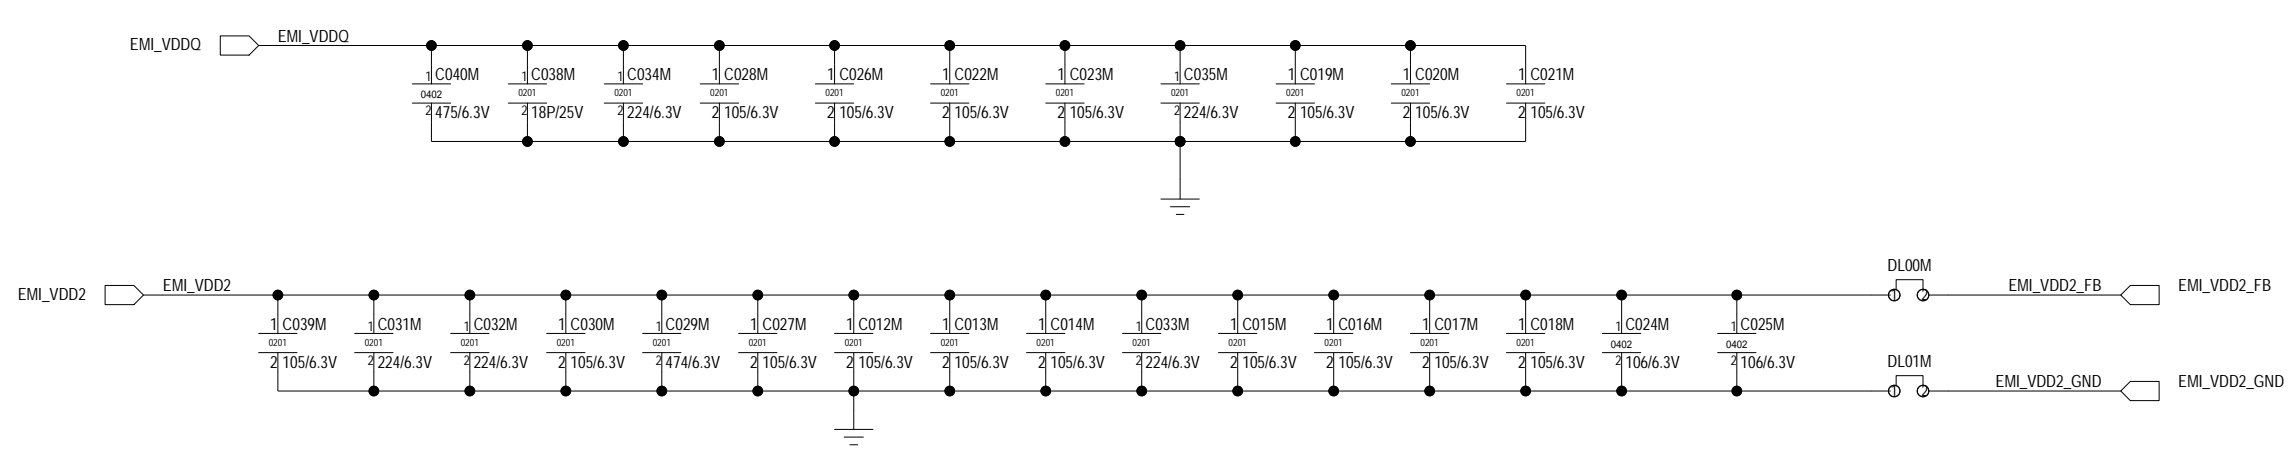 EMI_VDDQ EMI_VDDQ
1 C040M 1 C038M 1 C034M 1 C028M 1 C026M 1 C022M 1 C023M 1 C035M 1 C019M 1 C020M 1 C021M
0402 0201 0201 0201 0201 0201 0201 0201 0201 0201 0201
2 475/6.3V 2 18P/25V 2 224/6.3V 2 105/6.3V 2 105/6.3V 2 105/6.3V 2 105/6.3V 2 224/6.3V 2 105/6.3V 2 105/6.3V 2 105/6.3V
DL00M
EMI_VDD2 EMI_VDD2 1 2 EMI_VDD2_FB EMI_VDD2_FB
1 C039M 1 C031M 1 C032M 1 C030M 1 C029M 1 C027M 1 C012M 1 C013M 1 C014M 1 C033M 1 C015M 1 C016M 1 C017M 1 C018M 1 C024M 1 C025M
0201 0201 0201 0201 0201 0201 0201 0201 0201 0201 0201 0201 0201 0201 0402 0402
2 105/6.3V 2 224/6.3V 2 224/6.3V 2 105/6.3V 2 474/6.3V 2 105/6.3V 2 105/6.3V 2 105/6.3V 2 105/6.3V 2 224/6.3V 2 105/6.3V 2 105/6.3V 2 105/6.3V 2 105/6.3V 2 106/6.3V 2 106/6.3V
DL01M
1 2 EMI_VDD2_GND EMI_VDD2_GND